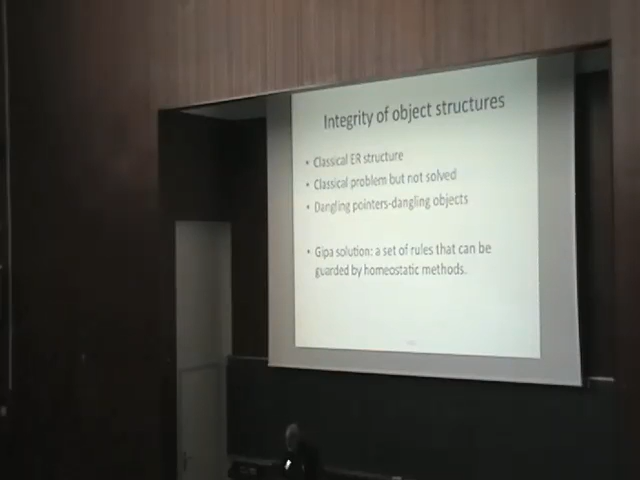 Integrity of object structures
• Classical ER structure
• Classical problem but not solved
• Dangling pointers-dangling objects
• Gipa solution: a set of rules that can be
guarded by homeostatic methods.